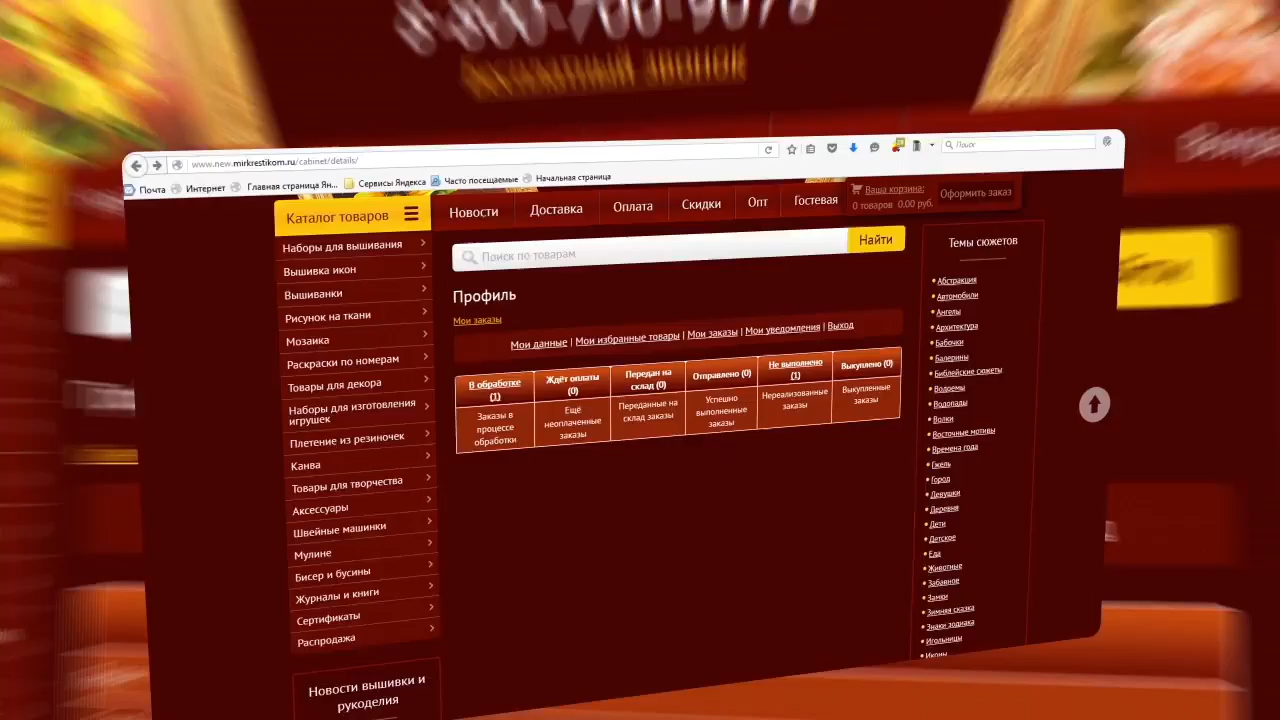 www.new.mirkrestikom.ru/cabinet/details/
Поиск
Почта
Интернет
Главная страница Ян...
Сервисы Яндекса
Часто посещаемые
Начальная страница
Каталог товаров
Новости
Доставка
Оплата
Скидки
Опт
Гостевая
Ваша корзина:
0 товаров 0.00 руб.
Оформить заказ
Наборы для вышивания
Вышивка икон
Вышиванки
Рисунок на ткани
Мозаика
Раскраски по номерам
Товары для декора
Наборы для изготовления
игрушек
Плетение из резиночек
Канва
Товары для творчества
Аксессуары
Швейные машинки
Мулине
Бисер и бусины
Журналы и книги
Сертификаты
Распродажа
Новости вышивки и
рукоделия
Поиск по товарам
Найти
Профиль
Мои заказы
Мои данные | Мои избранные товары | Мои заказы | Мои уведомления | Выход
В обработке
(1)
Ждёт оплаты
(0)
Передан на
склад (0)
Отправлено (0)
Не выполнено
(1)
Выкуплено (0)
Заказы в
процессе
обработки
Ещё
неоплаченные
заказы
Переданные на
склад заказы
Успешно
выполненные
заказы
Нереализованные
заказы
Выкупленные
заказы
Темы сюжетов
Абстракция
Автомобили
Ангелы
Архитектура
Бабочки
Балерины
Библейские сюжеты
Водоемы
Водопады
Волки
Восточные мотивы
Времена года
Гжель
Город
Девушки
Деревня
Дети
Детское
Еда
Животные
Забавное
Замки
Зимняя сказка
Знаки зодиака
Игольницы
Иконы